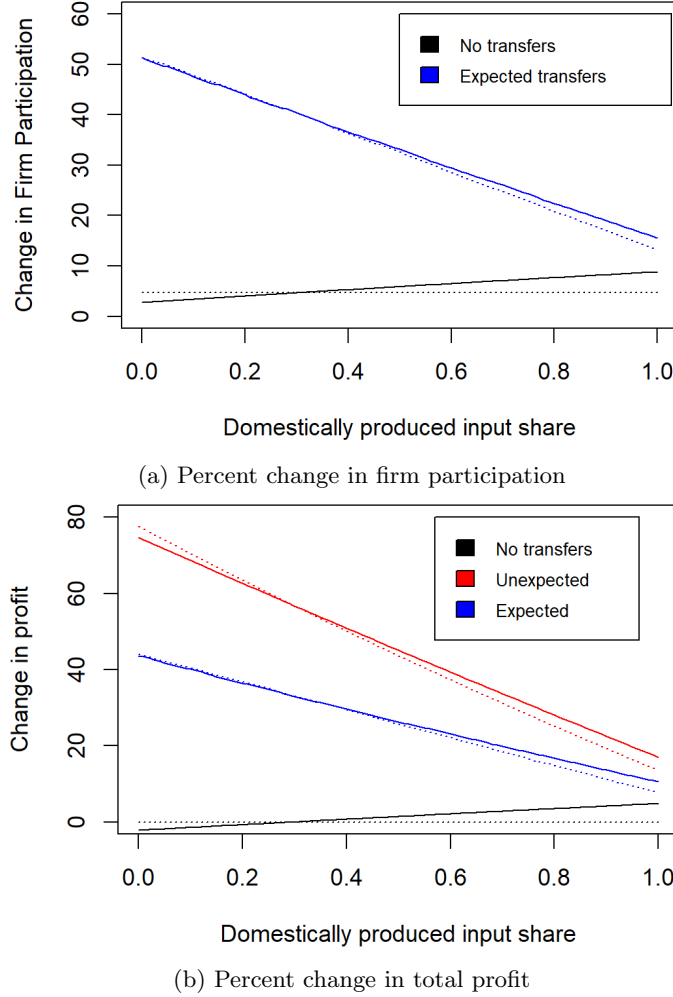 Change in Firm Participation
60
50
40
30
20
10
0
No transfers
Expected transfers
0.0 0.2 0.4 0.6 0.8 1.0
Domestically produced input share
(a) Percent change in firm participation
Change in profit
80
60
40
20
0
No transfers
Unexpected
Expected
0.0 0.2 0.4 0.6 0.8 1.0
Domestically produced input share
(b) Percent change in total profit